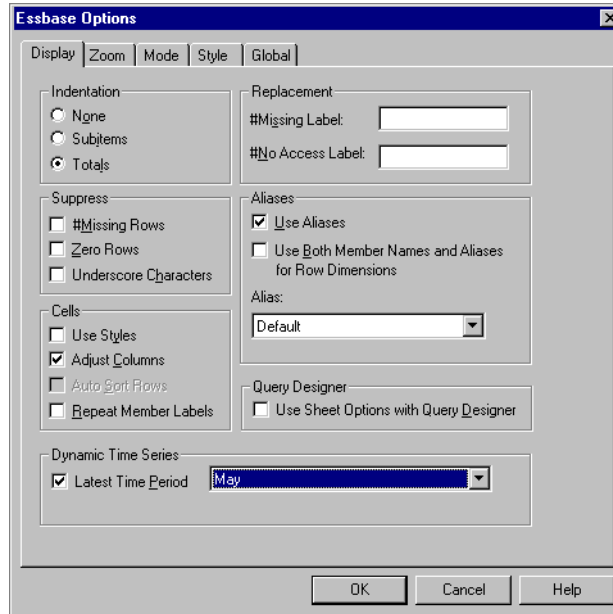 Essbase Options
Display Zoom Mode Style Global
Indentation
None
Subitems
Totals
Replacement
#Missing Label:
#No Access Label:
Suppress
#Missing Rows
Zero Rows
Underscore Characters
Aliases
Use Aliases
Use Both Member Names and Aliases
for Row Dimensions
Alias:
Default
Cells
Use Styles
Adjust Columns
Auto Sort Rows
Repeat Member Labels
Query Designer
Use Sheet Options with Query Designer
Dynamic Time Series
Latest Time Period May
OK Cancel Help